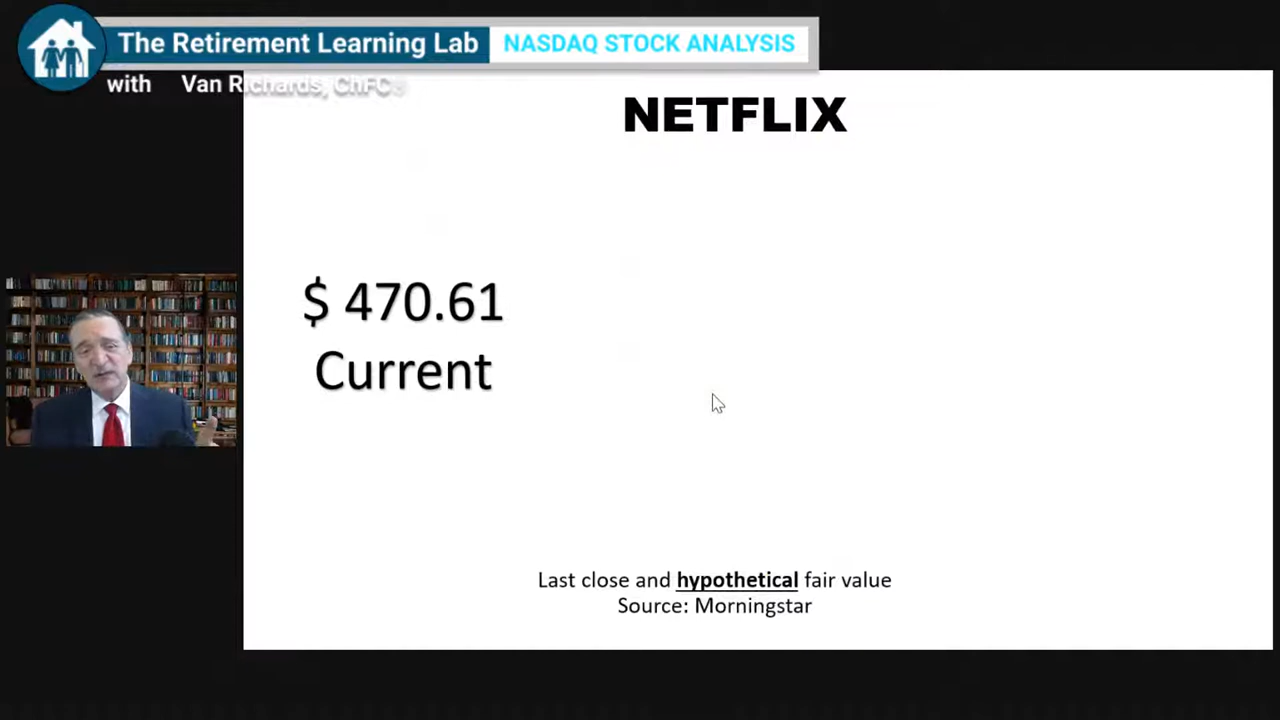 The Retirement Learning Lab NASDAQ STOCK ANALYSIS
with Van Richards, ChFC®
NETFLIX
$ 470.61
Current
Last close and hypothetical fair value
Source: Morningstar